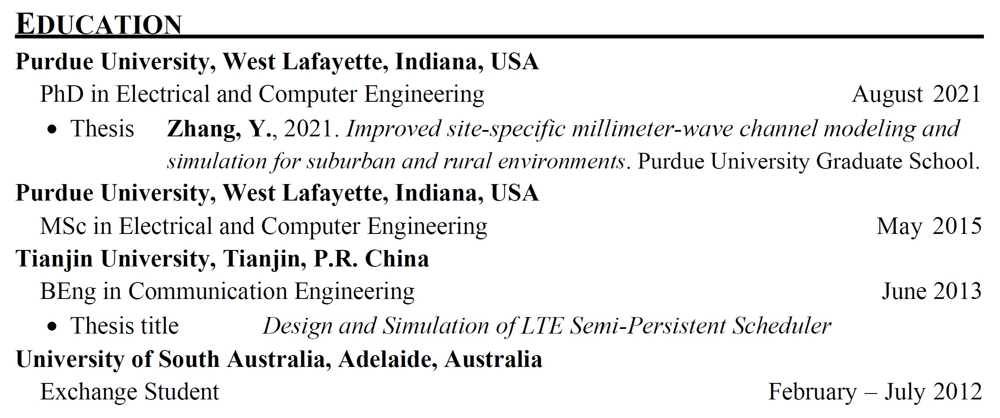 EDUCATION
Purdue University, West Lafayette, Indiana, USA
PhD in Electrical and Computer Engineering August 2021
• Thesis Zhang, Y., 2021. Improved site-specific millimeter-wave channel modeling and
simulation for suburban and rural environments. Purdue University Graduate School.
Purdue University, West Lafayette, Indiana, USA
MSc in Electrical and Computer Engineering May 2015
Tianjin University, Tianjin, P.R. China
BEng in Communication Engineering June 2013
• Thesis title Design and Simulation of LTE Semi-Persistent Scheduler
University of South Australia, Adelaide, Australia
Exchange Student February – July 2012